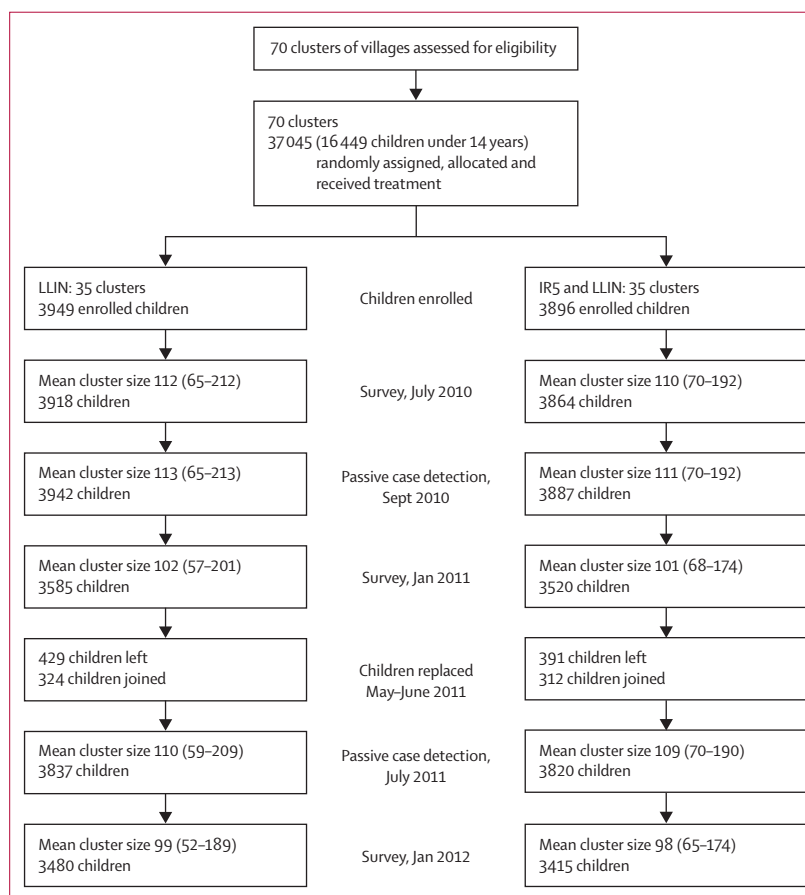 70 clusters of villages assessed for eligibility
70 clusters
37 045 (16 449 children under 14 years)
randomly assigned, allocated and
received treatment
LLIN: 35 clusters
3949 enrolled children
Children enrolled
IR5 and LLIN: 35 clusters
3896 enrolled children
Mean cluster size 112 (65–212)
3918 children
Survey, July 2010
Mean cluster size 110 (70–192)
3864 children
Mean cluster size 113 (65–213)
3942 children
Passive case detection,
Sept 2010
Mean cluster size 111 (70–192)
3887 children
Mean cluster size 102 (57–201)
3585 children
Survey, Jan 2011
Mean cluster size 101 (68–174)
3520 children
429 children left
324 children joined
Children replaced
May–June 2011
391 children left
312 children joined
Mean cluster size 110 (59–209)
3837 children
Passive case detection,
July 2011
Mean cluster size 109 (70–190)
3820 children
Mean cluster size 99 (52–189)
3480 children
Survey, Jan 2012
Mean cluster size 98 (65–174)
3415 children